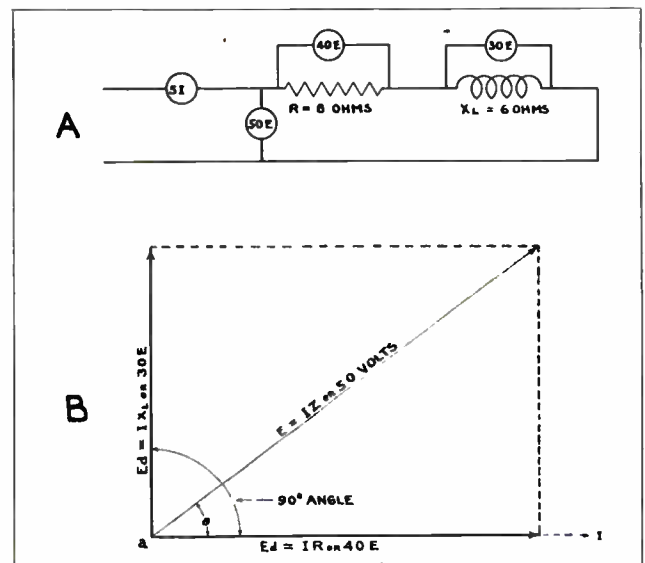 40E
30E
5I
A
R = 8 OHMS
XL = 6 OHMS
50E
Ed = IXL OR 30E
E = IZ OR 50 VOLTS
B
90° ANGLE
θ
a
Ed = IR OR 40E
I